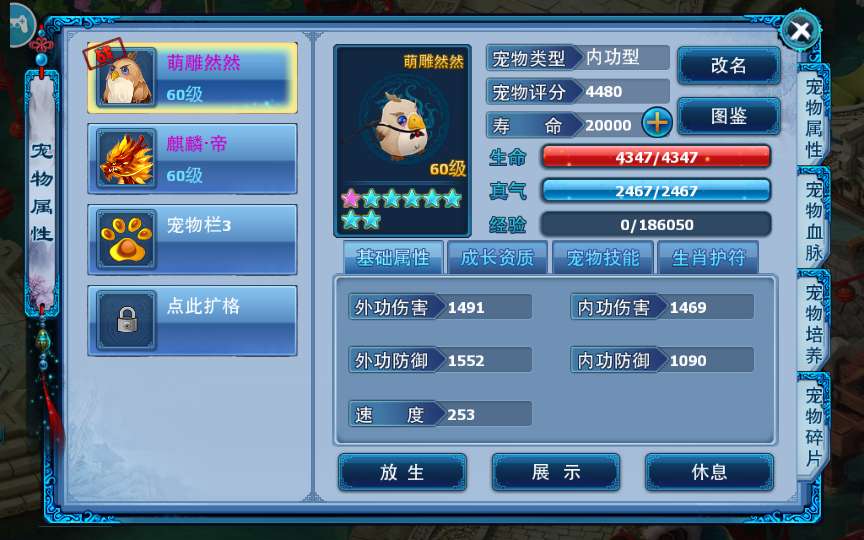 宠物属性
战
萌雕然然
60级
麒麟·帝
60级
宠物栏3
点此扩格
萌雕然然
60级
宠物类型 内功型
宠物评分 4480
寿 命 20000
改名
图鉴
生命 4347/4347
真气 2467/2467
经验 0/186050
基础属性 成长资质 宠物技能 生肖护符
外功伤害 1491 内功伤害 1469
外功防御 1552 内功防御 1090
速 度 253
放 生 展 示 休息
宠物属性
宠物血脉
宠物培养
宠物碎片